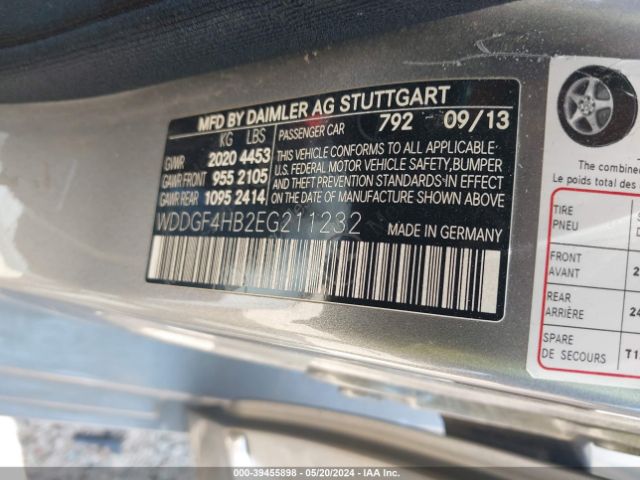 MFD BY DAIMLER AG STUTTGART
KG LBS
GVWR 2020 4453
GAWR FRONT 955 2105
GAWR REAR 1095 2414
PASSENGER CAR 792 09/13
THIS VEHICLE CONFORMS TO ALL APPLICABLE
U.S. FEDERAL MOTOR VEHICLE SAFETY, BUMPER
AND THEFT PREVENTION STANDARDS IN EFFECT
ON THE DATE OF MANUFACTURE SHOWN ABOVE
WDDGF4HB2EG211232
MADE IN GERMANY
The combine
Le poids total des
TIRE
PNEU
FRONT
AVANT
REAR
ARRIÈRE
24
SPARE
DE SECOURS
000-39455898 - 05/20/2024 - IAA Inc.